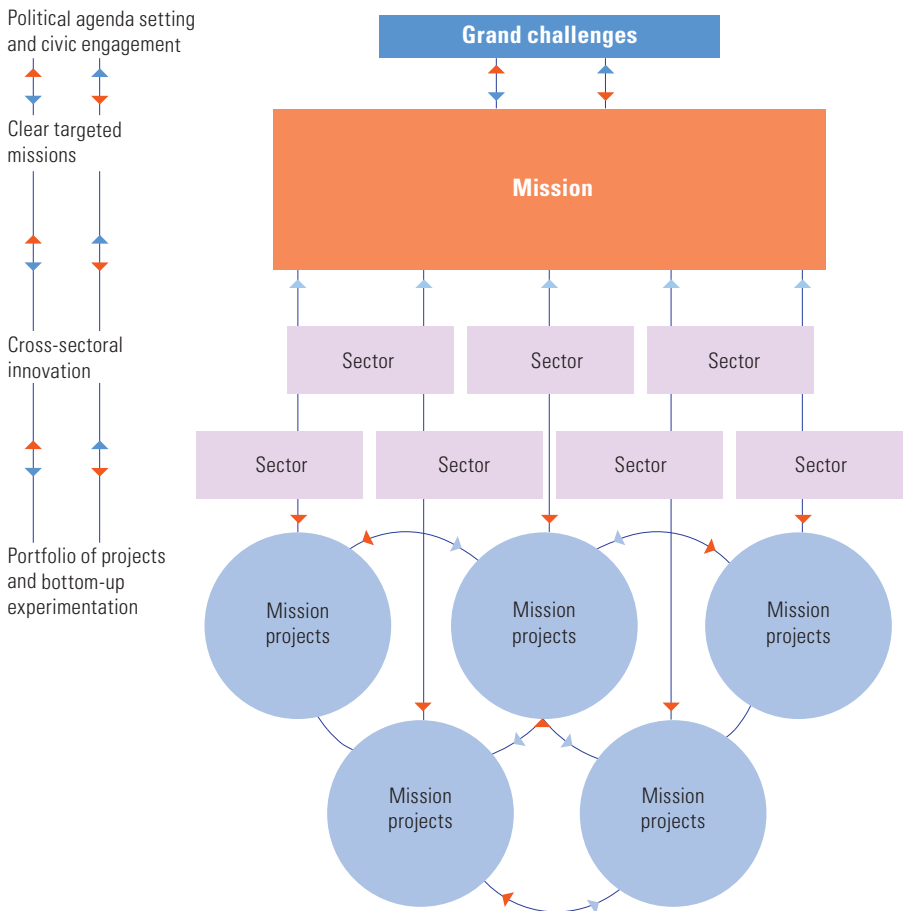 Political agenda setting
and civic engagement
Grand challenges
Clear targeted
missions
Mission
Cross-sectoral
innovation
Sector
Sector
Sector
Sector
Sector
Sector
Sector
Portfolio of projects
and bottom-up
experimentation
Mission
projects
Mission
projects
Mission
projects
Mission
projects
Mission
projects